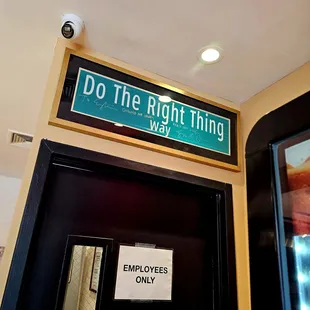 Do The Right Thing
way
EMPLOYEES
ONLY